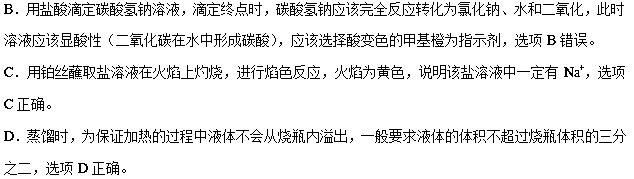 B．用盐酸滴定碳酸氢钠溶液，滴定终点时，碳酸氢钠应该完全反应转化为氯化钠、水和二氧化，此时
溶液应该显酸性（二氧化碳在水中形成碳酸），应该选择酸变色的甲基橙为指示剂，选项 B 错误。
C．用铂丝蘸取盐溶液在火焰上灼烧，进行焰色反应，火焰为黄色，说明该盐溶液中一定有 Na⁺，选项
C 正确。
D．蒸馏时，为保证加热的过程中液体不会从烧瓶内溢出，一般要求液体的体积不超过烧瓶体积的三分
之二，选项 D 正确。